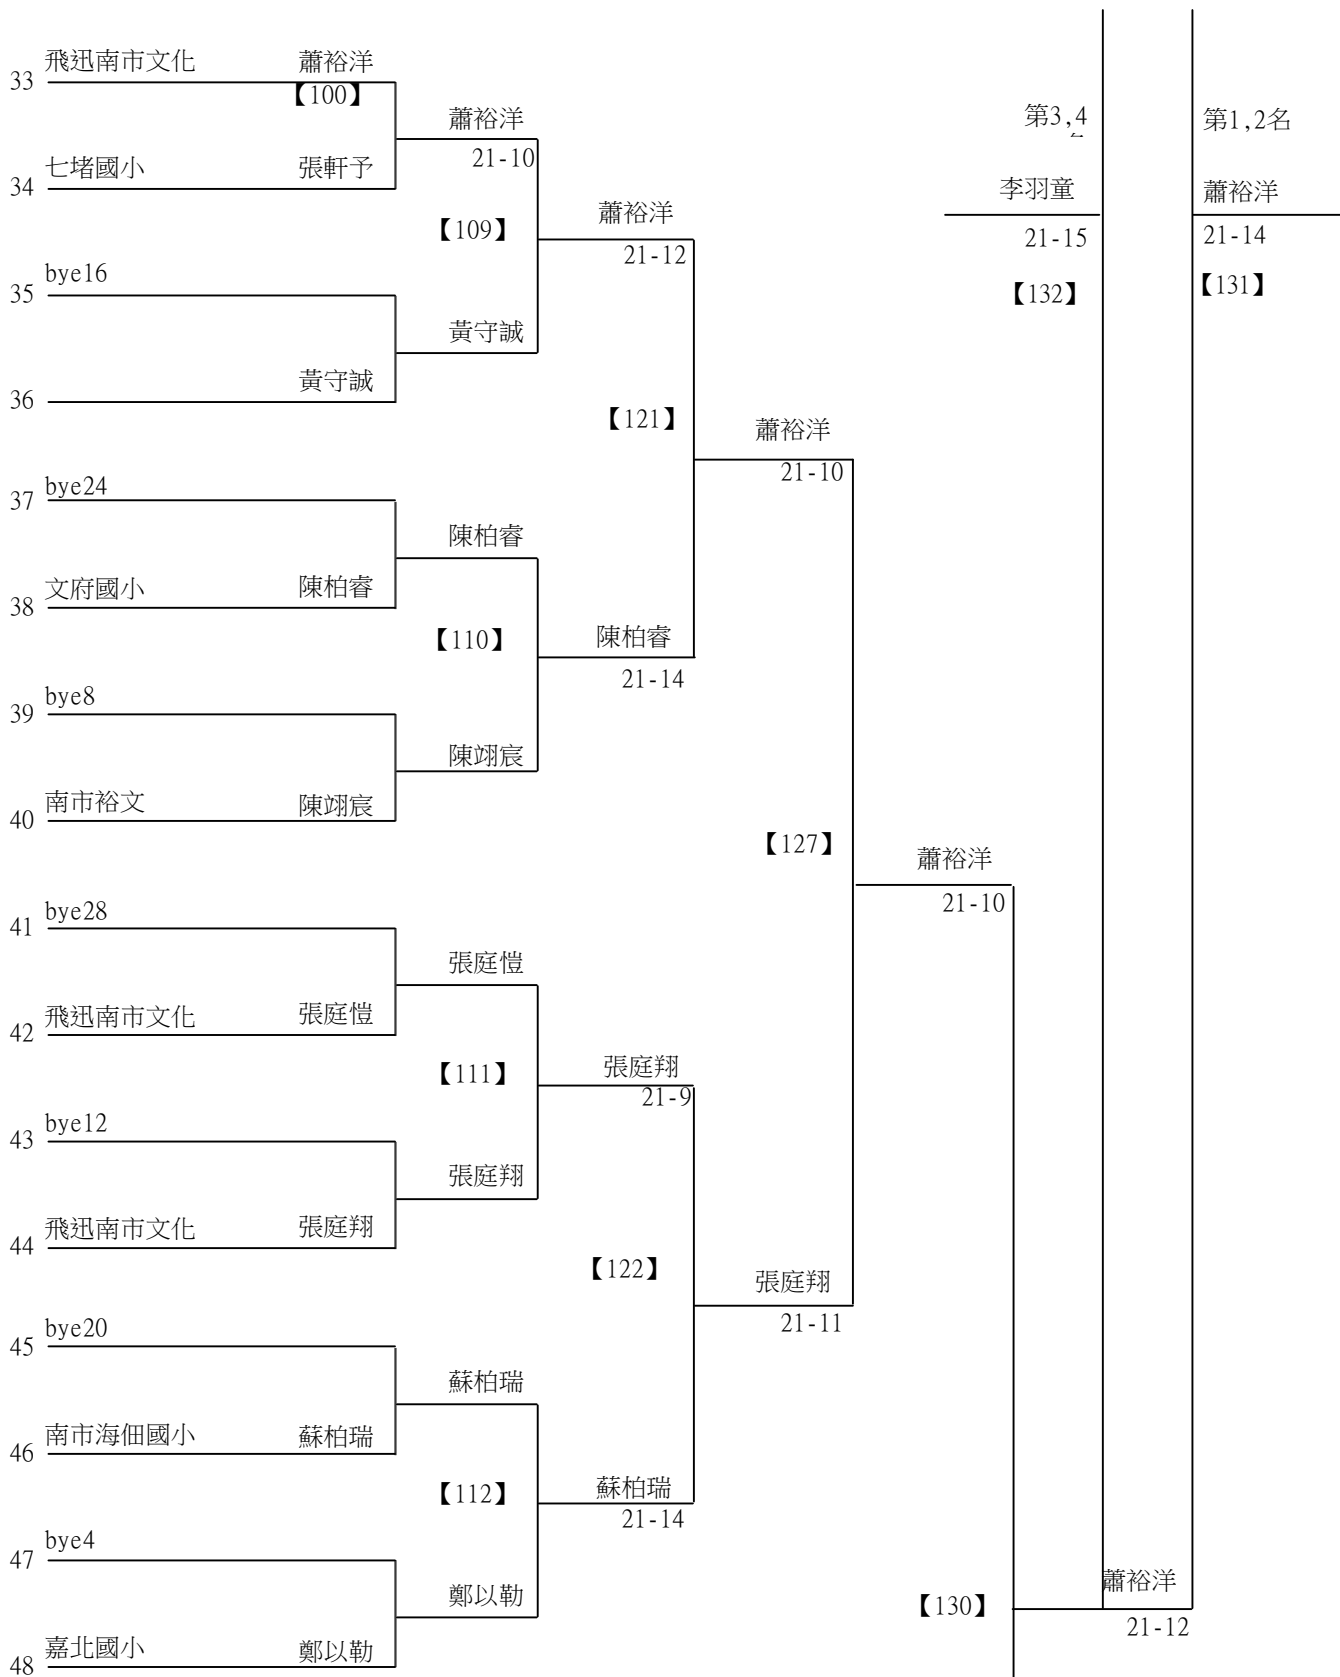 飛迅南市文化 蕭裕洋
33
【100】
第3,4
蕭裕洋
第1,2名
21-10
七堵國小 張軒予
34
李羽童
蕭裕洋
蕭裕洋
【109】
21-15
21-14
21-12
bye16
35
【132】
【131】
黃守誠
黃守誠
36
【121】
蕭裕洋
21-10
bye24
37
陳柏睿
文府國小 陳柏睿
38
【110】
陳柏睿
21-14
bye8
39
陳翊宸
南市裕文 陳翊宸
40
【127】
蕭裕洋
21-10
bye28
41
張庭愷
飛迅南市文化 張庭愷
42
【111】
張庭翔
21-9
bye12
43
張庭翔
飛迅南市文化 張庭翔
44
【122】
張庭翔
21-11
bye20
45
蘇柏瑞
南市海佃國小 蘇柏瑞
46
【112】
蘇柏瑞
21-14
bye4
47
蕭裕洋
鄭以勒
【130】
21-12
嘉北國小 鄭以勒
48